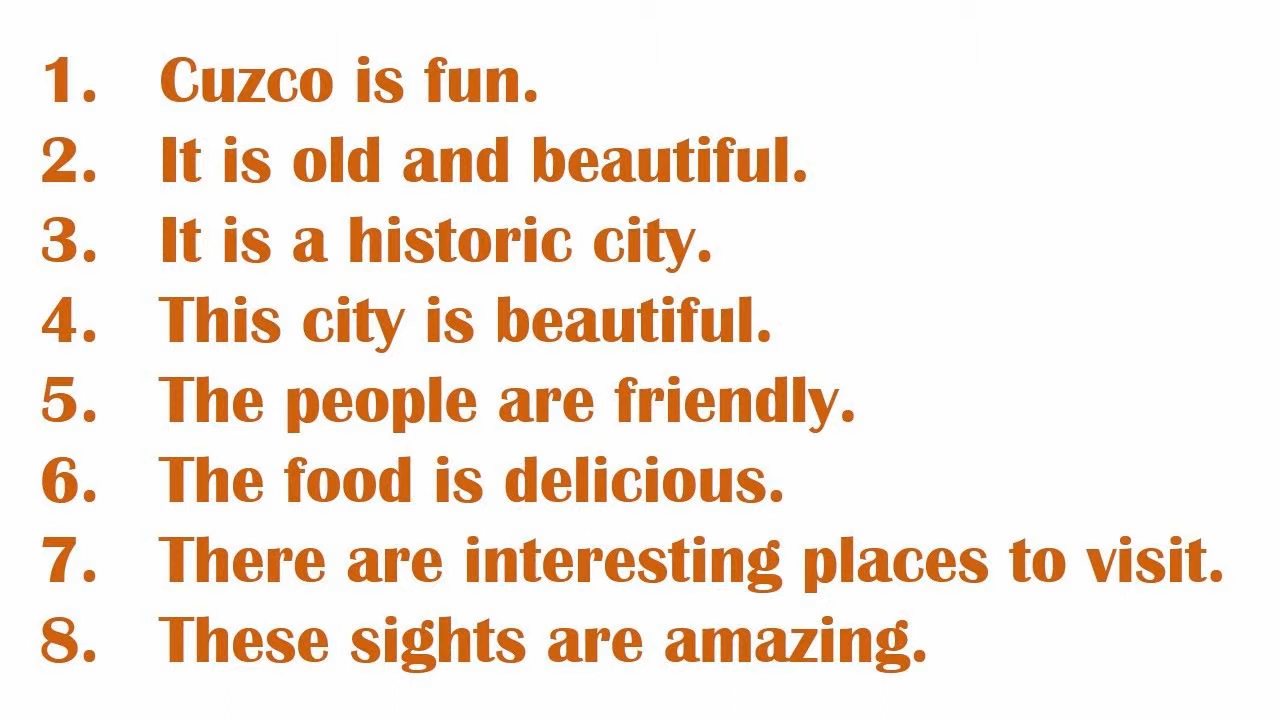 1. Cuzco is fun.
2. It is old and beautiful.
3. It is a historic city.
4. This city is beautiful.
5. The people are friendly.
6. The food is delicious.
7. There are interesting places to visit.
8. These sights are amazing.